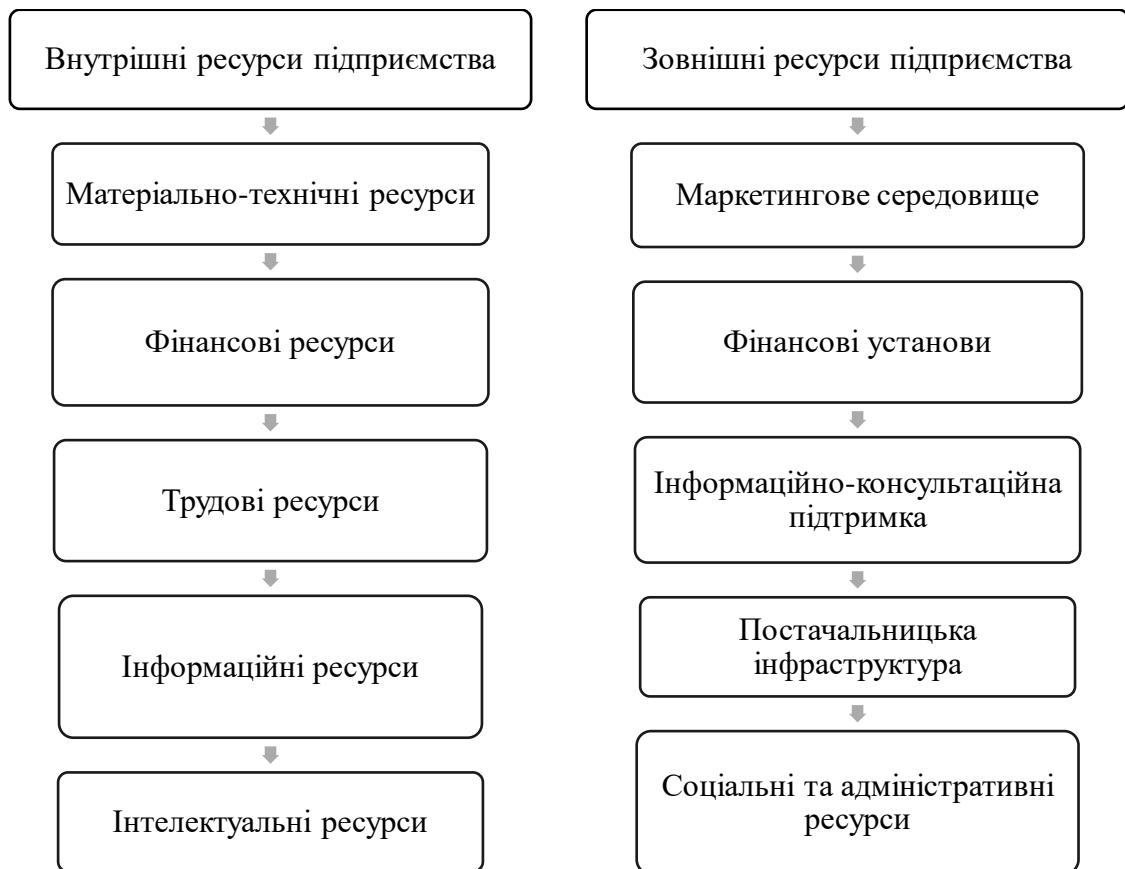 Внутрішні ресурси підприємства
Матеріально-технічні ресурси
Фінансові ресурси
Трудові ресурси
Інформаційні ресурси
Інтелектуальні ресурси
Зовнішні ресурси підприємства
Маркетингове середовище
Фінансові установи
Інформаційно-консультаційна
підтримка
Постачальницька
інфраструктура
Соціальні та адміністративні
ресурси